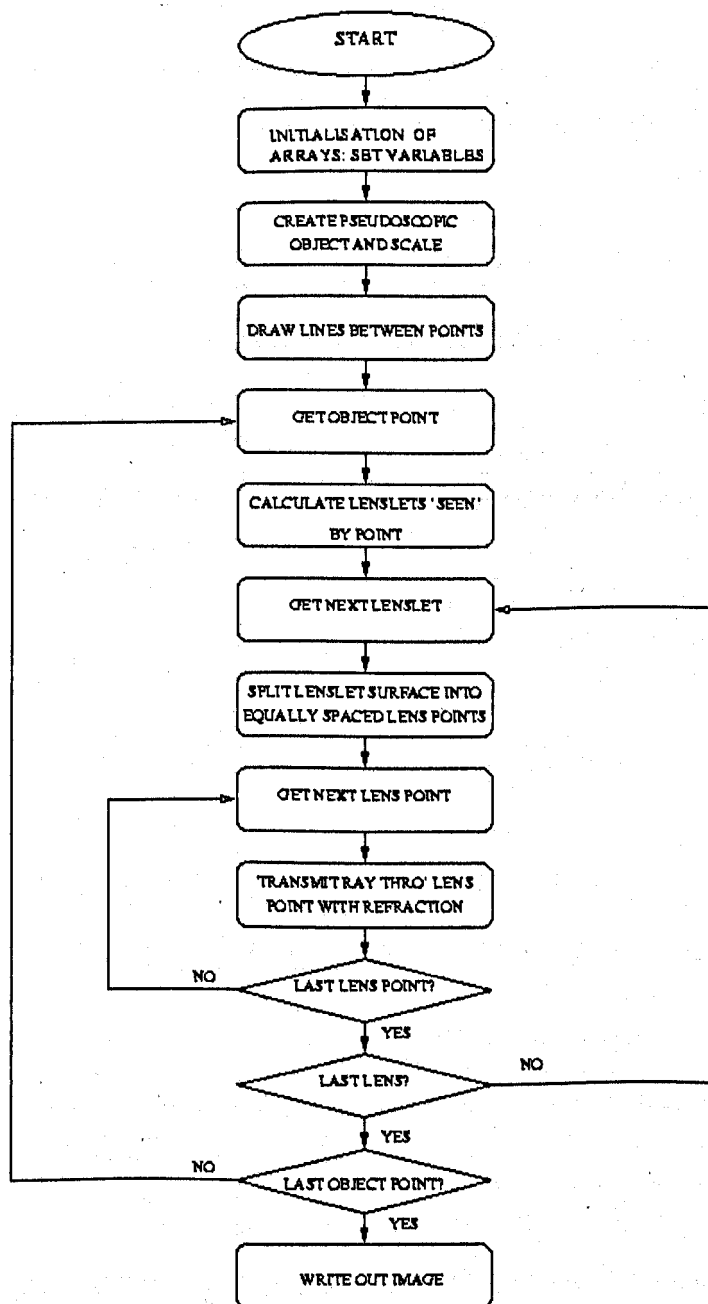 START
INITIALISATION OF
ARRAYS: SET VARIABLES
CREATE PSEUDOSCOPIC
OBJECT AND SCALE
DRAW LINES BETWEEN POINTS
GET OBJECT POINT
CALCULATE LENSLETS 'SEEN'
BY POINT
GET NEXT LENSLET
SPLIT LENSLET SURFACE INTO
EQUALLY SPACED LENS POINTS
GET NEXT LENS POINT
TRANSMIT RAY THRO' LENS
POINT WITH REFRACTION
NO
LAST LENS POINT?
YES
LAST LENS?
NO
YES
NO
LAST OBJECT POINT?
YES
WRITE OUT IMAGE